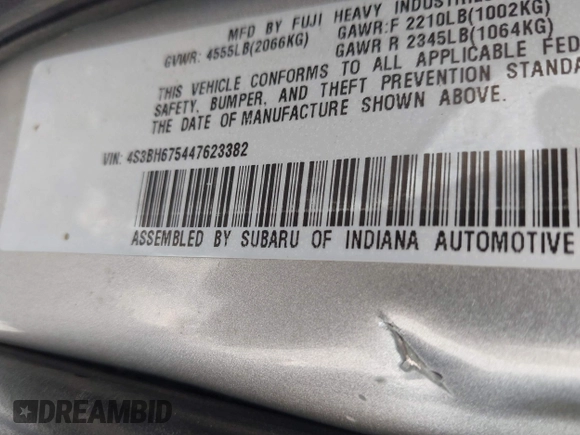 MFD BY FUJI HEAVY
GVWR: 4555LB(2066KG) GAWR:F 2210LB(1002KG)
GAWR R 2345LB(1064KG)
THIS VEHICLE CONFORMS TO ALL APPLICABLE
SAFETY, BUMPER, AND THEFT PREVENTION
THE DATE OF MANUFACTURE SHOWN ABOVE.
VIN: 4S3BH675447623382
ASSEMBLED BY SUBARU OF INDIANA AUTOMOTIVE
DREAMBID